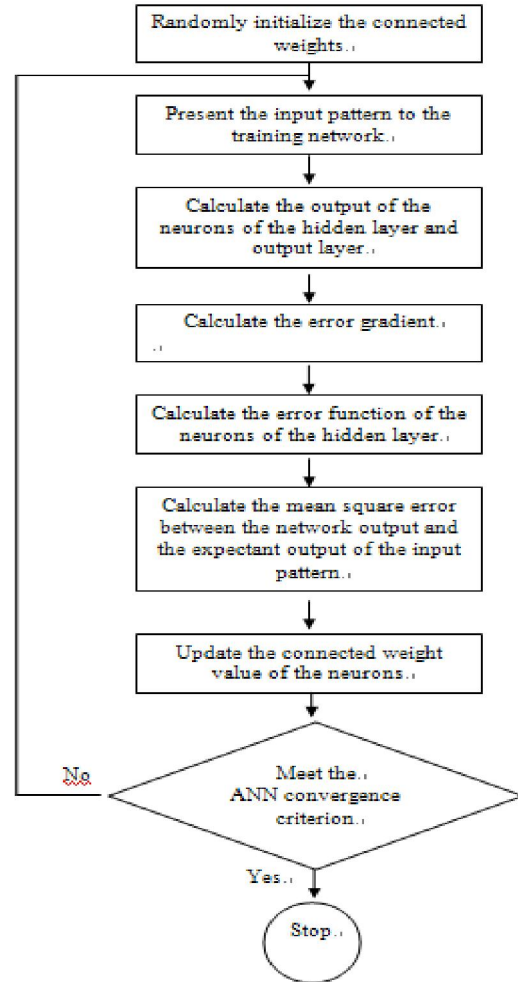 Randomly initialize the connected
weights.
Present the input pattern to the
training network.
Calculate the output of the
neurons of the hidden layer and
output layer.
Calculate the error gradient.
.
Calculate the error function of the
neurons of the hidden layer.
Calculate the mean square error
between the network output and
the expectant output of the input
pattern.
Update the connected weight
value of the neurons.
No
Meet the.
ANN convergence
criterion.
Yes.
Stop.